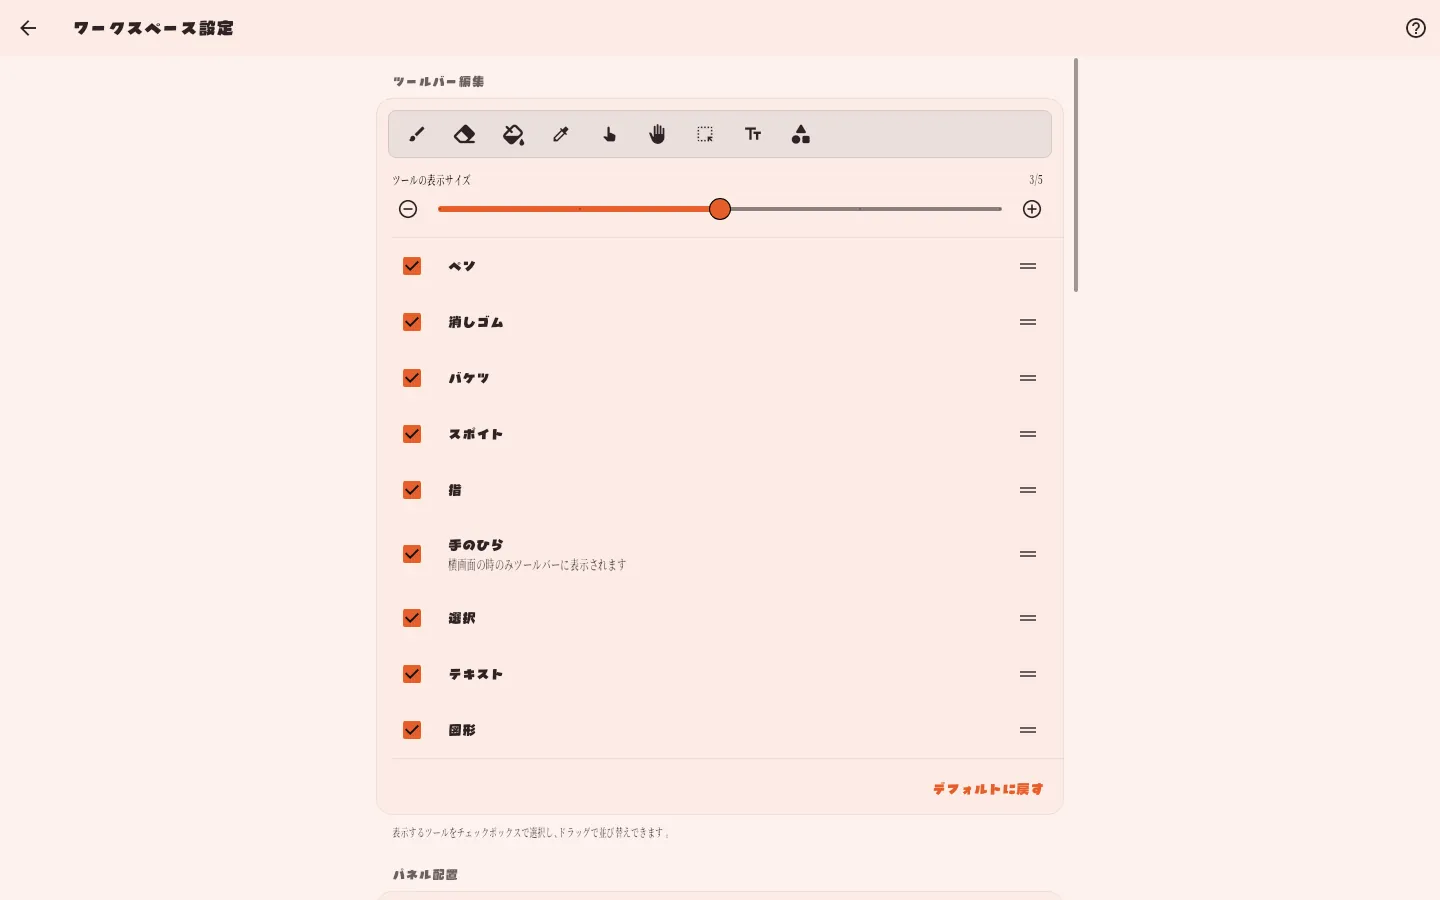 ワークスペース設定
ツールバー編集
ツールの表示サイズ
3/5
ペン
消しゴム
バケツ
スポイト
指
手のひら
横画面の時のみツールバーに表示されます
選択
テキスト
図形
デフォルトに戻す
表示するツールをチェックボックスで選択し、ドラッグで並び替えできます。
パネル配置